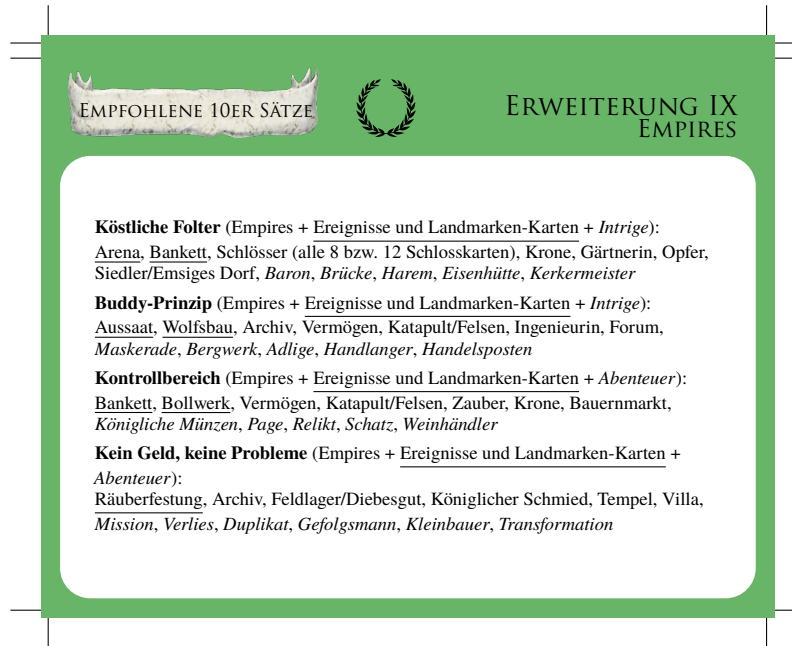 EMPFOHLENE 10ER SÄTZE
ERWEITERUNG IX
EMPIRES
Köstliche Folter (Empires + Ereignisse und Landmarken-Karten + Intrige):
Arena, Bankett, Schlösser (alle 8 bzw. 12 Schlosskarten), Krone, Gärtnerin, Opfer,
Siedler/Emsiges Dorf, Baron, Brücke, Harem, Eisenhütte, Kerkermeister
Buddy-Prinzip (Empires + Ereignisse und Landmarken-Karten + Intrige):
Aussaat, Wolfsbau, Archiv, Vermögen, Katapult/Felsen, Ingenieurin, Forum,
Maskerade, Bergwerk, Adlige, Handlanger, Handelsposten
Kontrollbereich (Empires + Ereignisse und Landmarken-Karten + Abenteuer):
Bankett, Bollwerk, Vermögen, Katapult/Felsen, Zauber, Krone, Bauernmarkt,
Königliche Münzen, Page, Relikt, Schatz, Weinhändler
Kein Geld, keine Probleme (Empires + Ereignisse und Landmarken-Karten +
Abenteuer):
Räuberfestung, Archiv, Feldlager/Diebesgut, Königlicher Schmied, Tempel, Villa,
Mission, Verlies, Duplikat, Gefolgsmann, Kleinbauer, Transformation